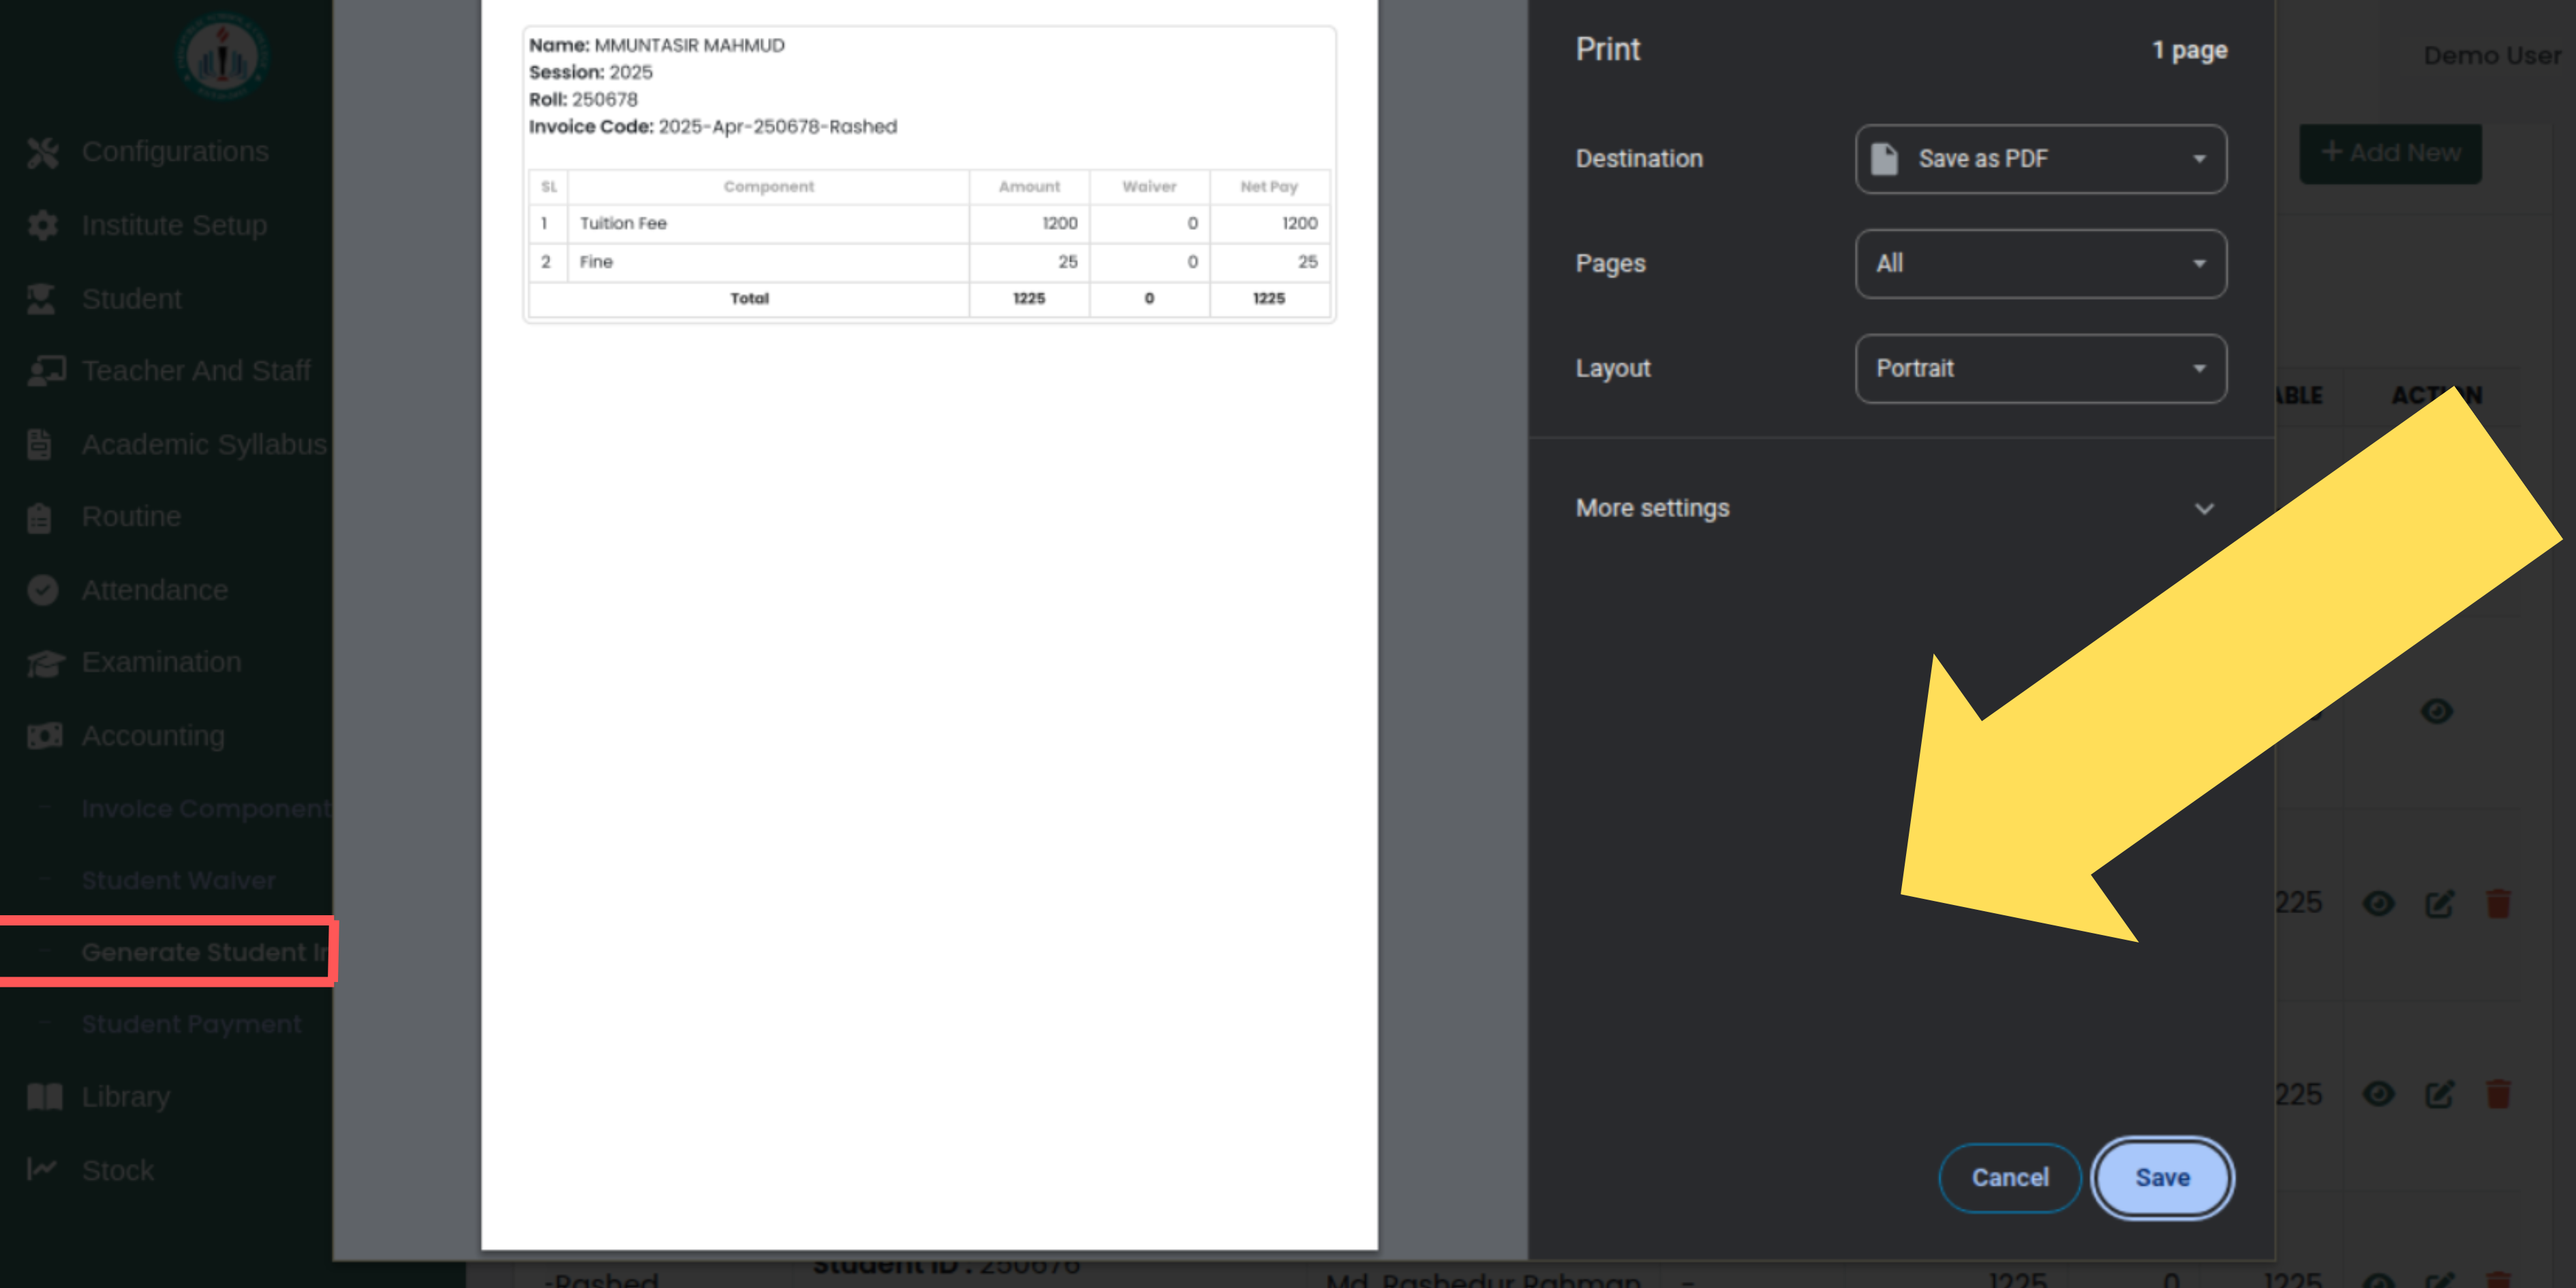 Configurations
Institute Setup
Student
Teacher And Staff
Academic Syllabus
Routine
Attendance
Examination
Accounting
- Invoice Component
- Student Waiver
- Generate Student
- Student Payment
Library
Stock
Name: MMUNTASIR MAHMUD
Session: 2025
Roll: 250678
Invoice Code: 2025-Apr-250678-Rashed
SL Component Amount Waiver Net Pay
1 Tuition Fee 1200 0 1200
2 Fine 25 0 25
Total 1225 0 1225
Print 1 page
Destination Save as PDF
Pages All
Layout Portrait
More settings
Cancel Save
Demo User
+ Add New
ABLE
225
225
Student ID : 250676
-Rashed Md. Rashedur Rahman - 1225 0 1225